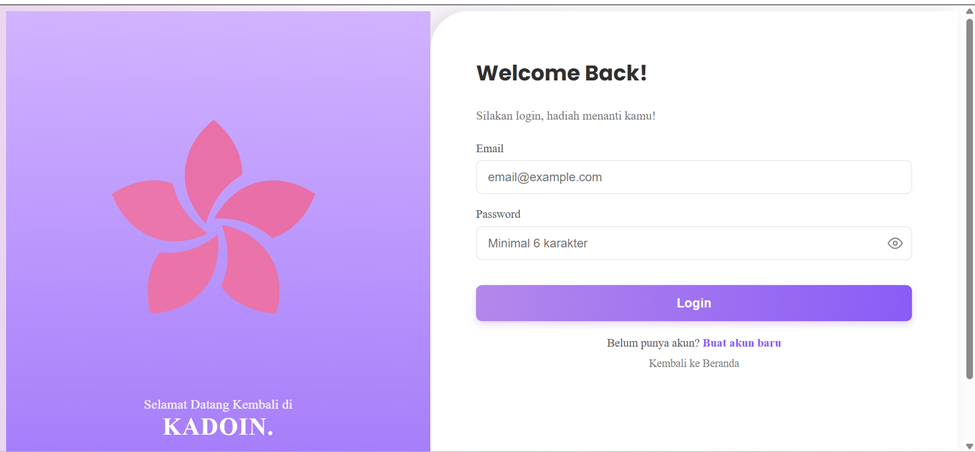 Selamat Datang Kembali di
KADOIN.
Welcome Back!
Silakan login, hadiah menanti kamu!
Email
email@example.com
Password
Minimal 6 karakter
Login
Belum punya akun? Buat akun baru
Kembali ke Beranda